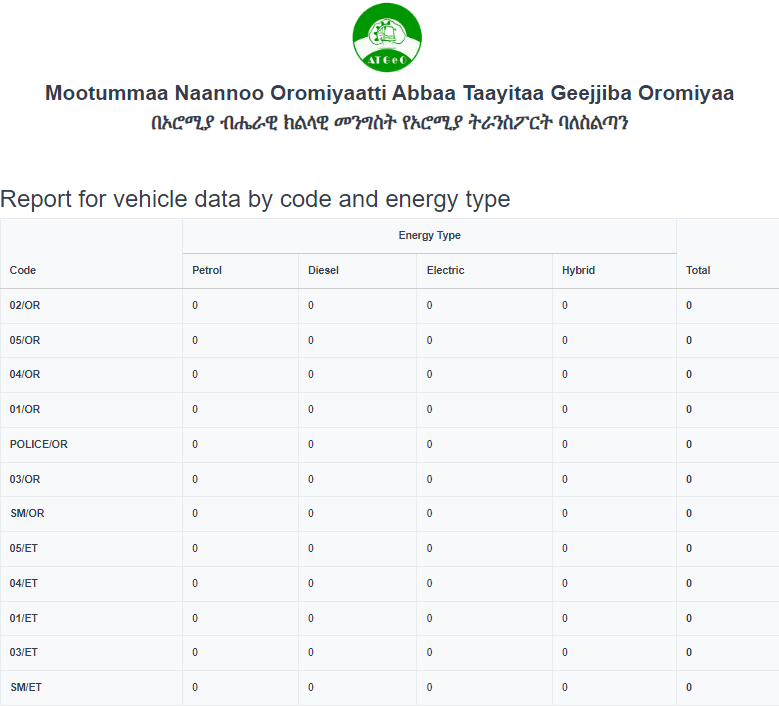 ATGeO
Mootummaa Naannoo Oromiyaatti Abbaa Taayitaa Geejjiba Oromiyaa
በኦሮሚያ ብሔራዊ ክልላዊ መንግስት የኦሮሚያ ትራንስፖርት ባለስልጣን
Report for vehicle data by code and energy type
Energy Type
Code Petrol Diesel Electric Hybrid Total
02/OR 0 0 0 0 0
05/OR 0 0 0 0 0
04/OR 0 0 0 0 0
01/OR 0 0 0 0 0
POLICE/OR 0 0 0 0 0
03/OR 0 0 0 0 0
SM/OR 0 0 0 0 0
05/ET 0 0 0 0 0
04/ET 0 0 0 0 0
01/ET 0 0 0 0 0
03/ET 0 0 0 0 0
SM/ET 0 0 0 0 0